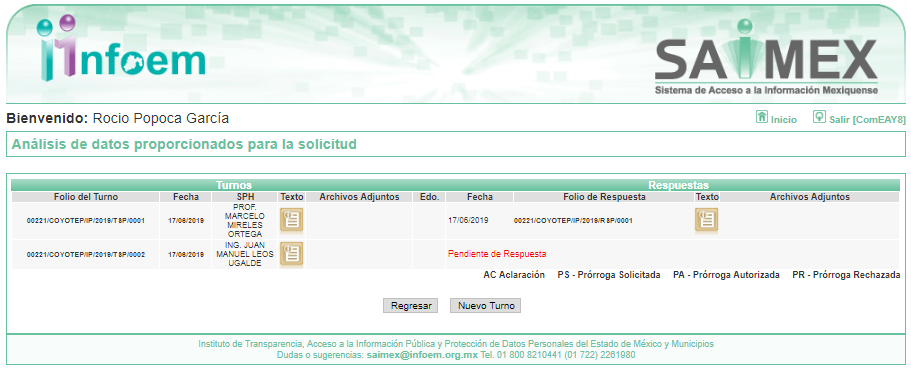 infoem
SAIMEX
Sistema de Acceso a la Información Mexiquense
Bienvenido: Rocio Popoca García
Inicio Salir [ComEAY8]
Análisis de datos proporcionados para la solicitud
Turnos Respuestas
Folio del Turno Fecha SPH Texto Archivos Adjuntos Edo. Fecha Folio de Respuesta Texto Archivos Adjuntos
00221/COYOTEP/IP/2019/TSP/0001 17/06/2019 PROF. MARCELO MIRELES ORTEGA 17/06/2019 00221/COYOTEP/IP/2019/RSP/0001
00221/COYOTEP/IP/2019/TSP/0002 17/06/2019 ING. JUAN MANUEL LEOS UGALDE Pendiente de Respuesta
AC Aclaración PS - Prórroga Solicitada PA - Prórroga Autorizada PR - Prórroga Rechazada
Regresar Nuevo Turno
Instituto de Transparencia, Acceso a la Información Pública y Protección de Datos Personales del Estado de México y Municipios
Dudas o sugerencias: saimex@infoem.org.mx Tel. 01 800 8210441 (01 722) 2261980